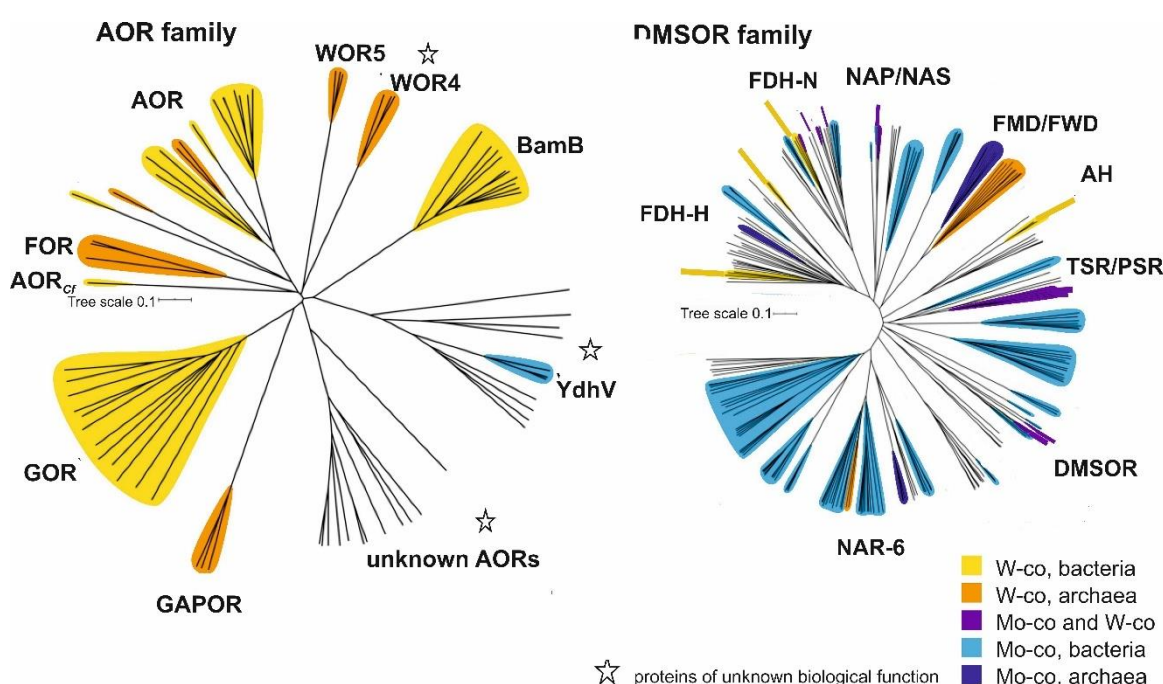 AOR family
WOR5
WOR4
AOR
BamB
FOR
AORcf
Tree scale 0.1
YdhV
GOR
unknown AORs
GAPOR
DMSOR family
FDH-N
NAP/NAS
FMD/FWD
AH
FDH-H
TSR/PSR
Tree scale 0.1
DMSOR
NAR-6
W-co, bacteria
W-co, archaea
Mo-co and W-co
Mo-co, bacteria
Mo-co, archaea
proteins of unknown biological function